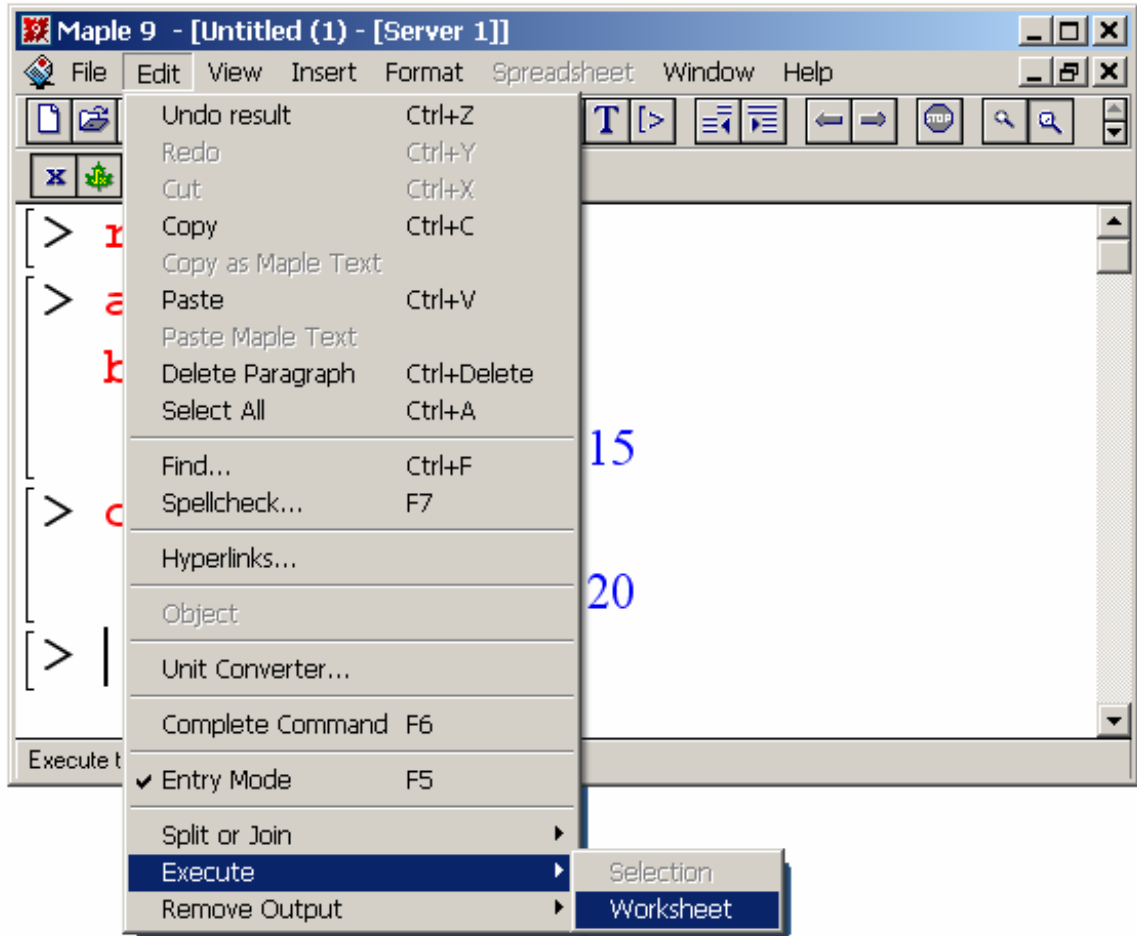 Maple 9 - [Untitled (1) - [Server 1]]
File Edit View Insert Format Spreadsheet Window Help
T [> STOP
x
Undo result Ctrl+Z
Redo Ctrl+Y
Cut Ctrl+X
Copy Ctrl+C
Copy as Maple Text
Paste Ctrl+V
Paste Maple Text
Delete Paragraph Ctrl+Delete
Select All Ctrl+A
Find... Ctrl+F
Spellcheck... F7
Hyperlinks...
Object
Unit Converter...
Complete Command F6
Entry Mode F5
Split or Join
Execute
Remove Output
Selection
Worksheet
[>
[> a
b
15
[> c
20
[>
Execute t